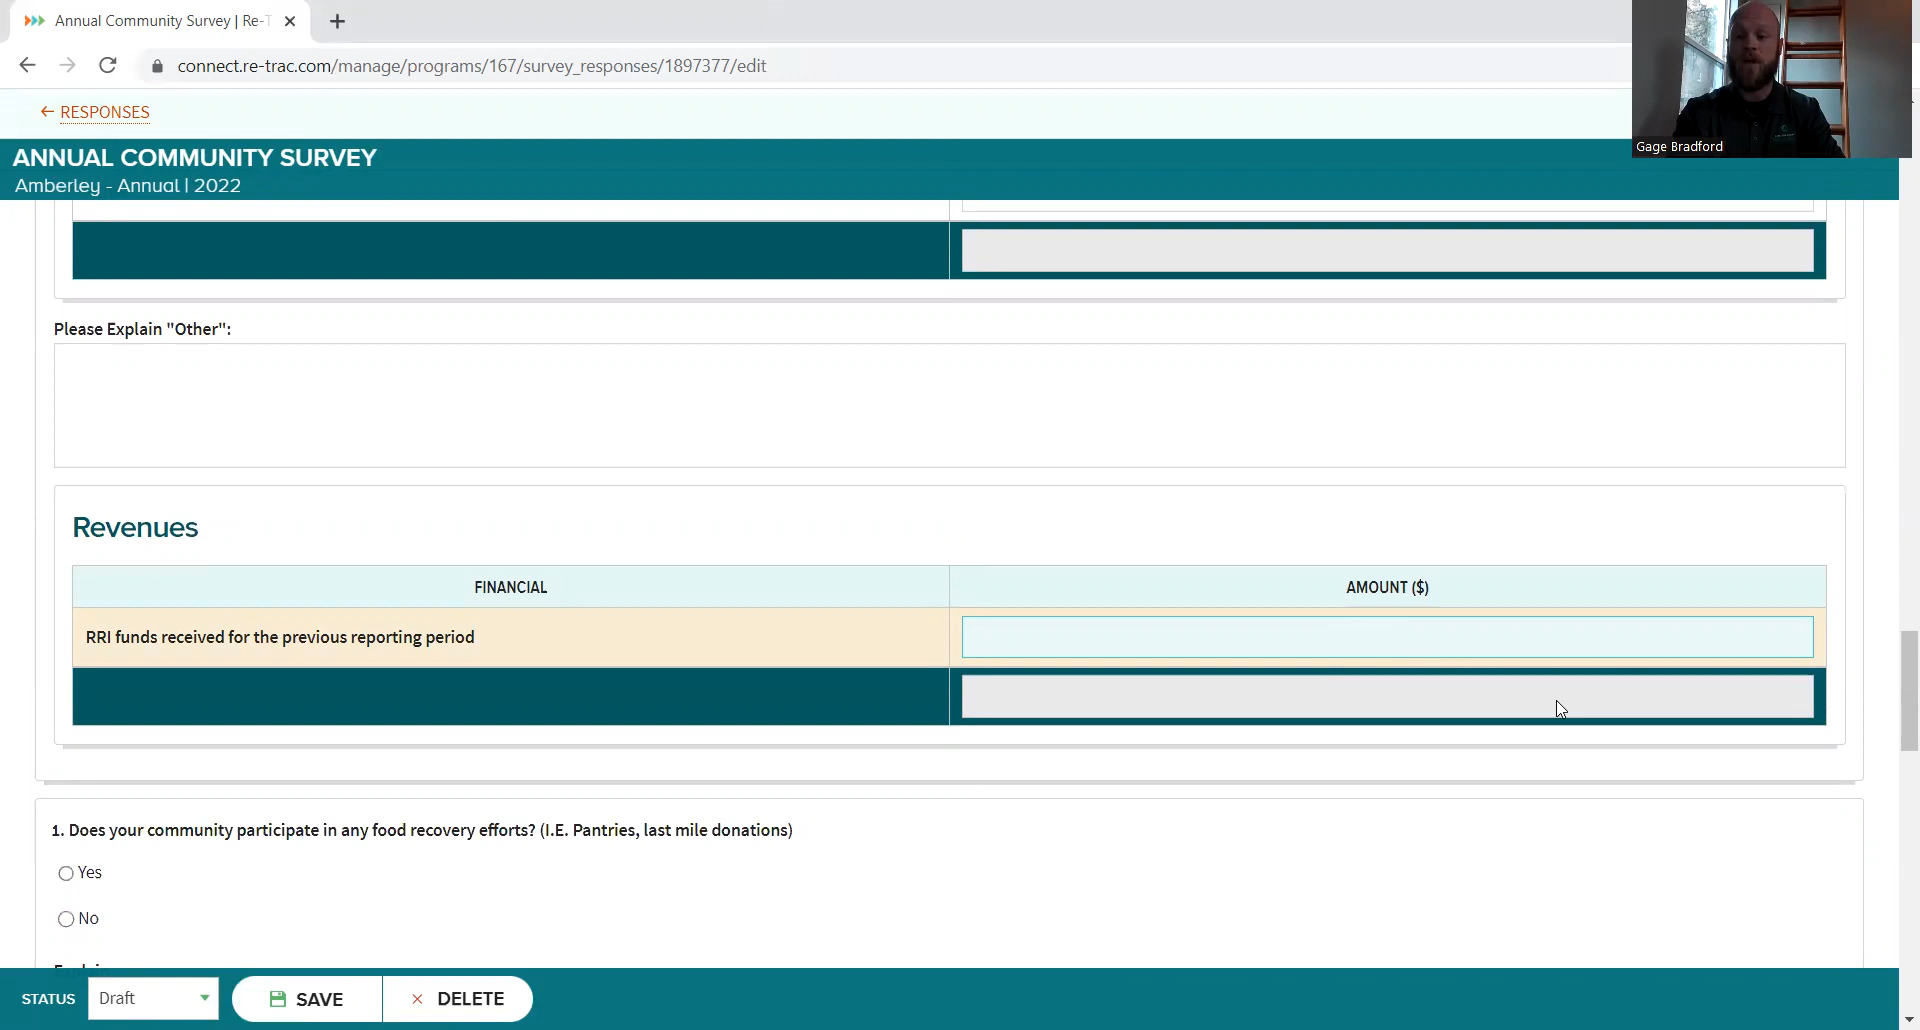 Annual Community Survey | Re-T
connect.re-trac.com/manage/programs/167/survey_responses/1897377/edit
RESPONSES
Gage Bradford
ANNUAL COMMUNITY SURVEY
Amberley - Annual | 2022
Please Explain "Other":
Revenues
FINANCIAL AMOUNT ($)
RRI funds received for the previous reporting period
1. Does your community participate in any food recovery efforts? (I.E. Pantries, last mile donations)
Yes
No
STATUS Draft SAVE DELETE